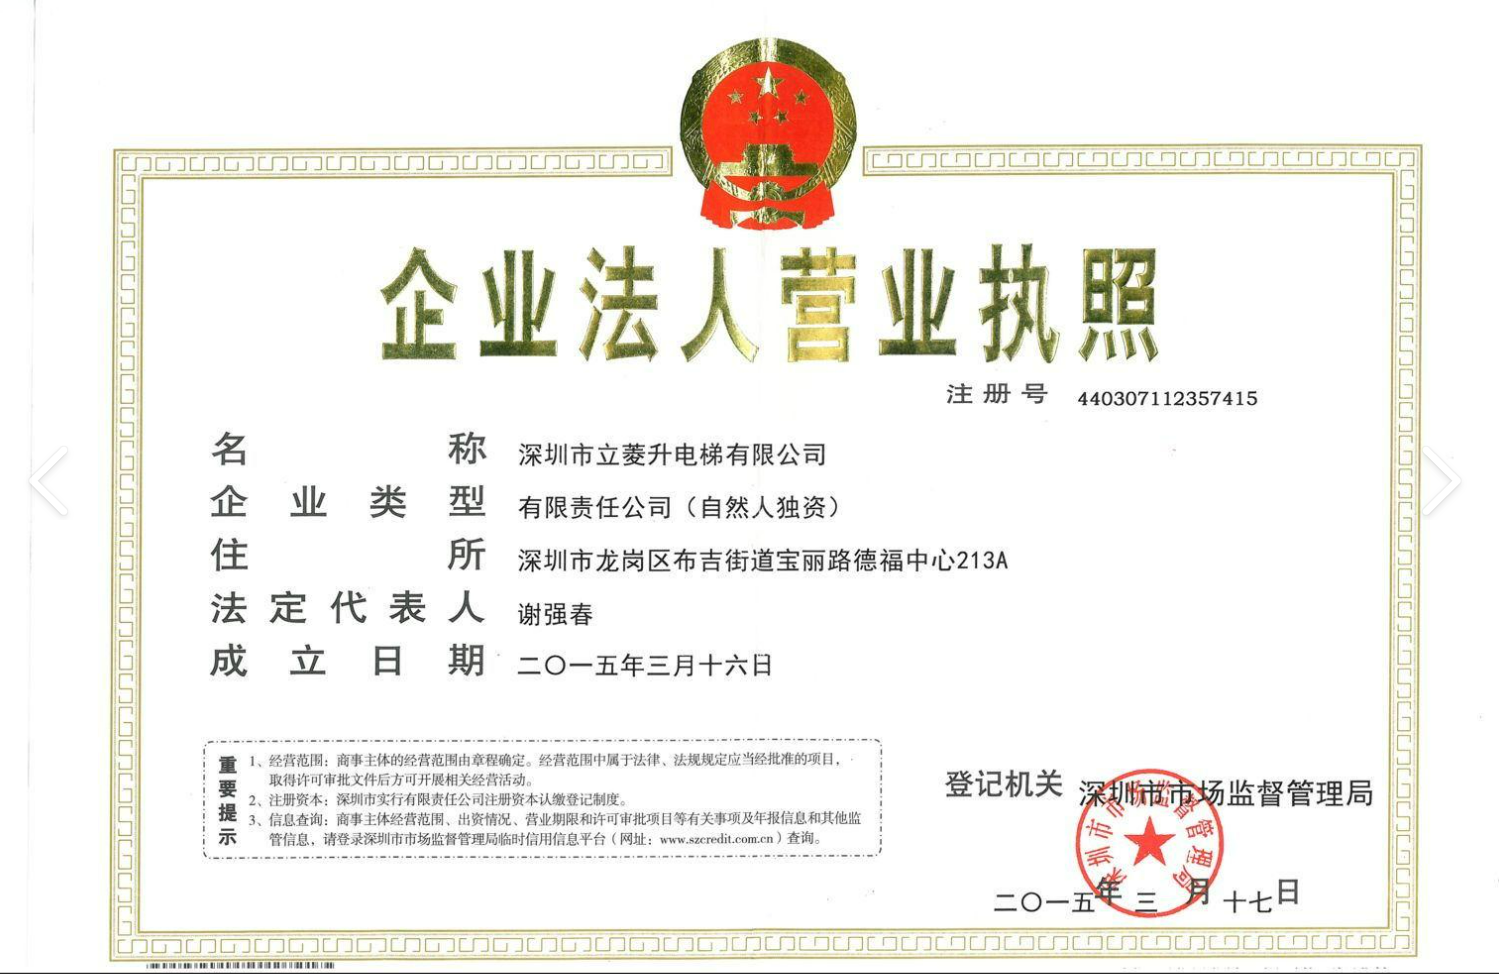 企业法人营业执照
注册号 440307112357415
名称 深圳市立菱升电梯有限公司
企业类型 有限责任公司（自然人独资）
住所 深圳市龙岗区布吉街道宝丽路德福中心213A
法定代表人 谢强春
成立日期 二〇一五年三月十六日
重要提示
1、经营范围：商事主体的经营范围由章程确定。经营范围中属于法律、法规规定应当经批准的项目，
取得许可审批文件后方可开展相关经营活动。
2、注册资本：深圳市实行有限责任公司注册资本认缴登记制度。
3、信息查询：商事主体经营范围、出资情况、营业期限和许可审批项目等有关事项及年报信息和其他监
管信息，请登录深圳市市场监督管理局临时信用信息平台（网址：www.szcredit.com.cn）查询。
登记机关 深圳市市场监督管理局
深圳市市场监督管理局
二〇一五年三月十七日